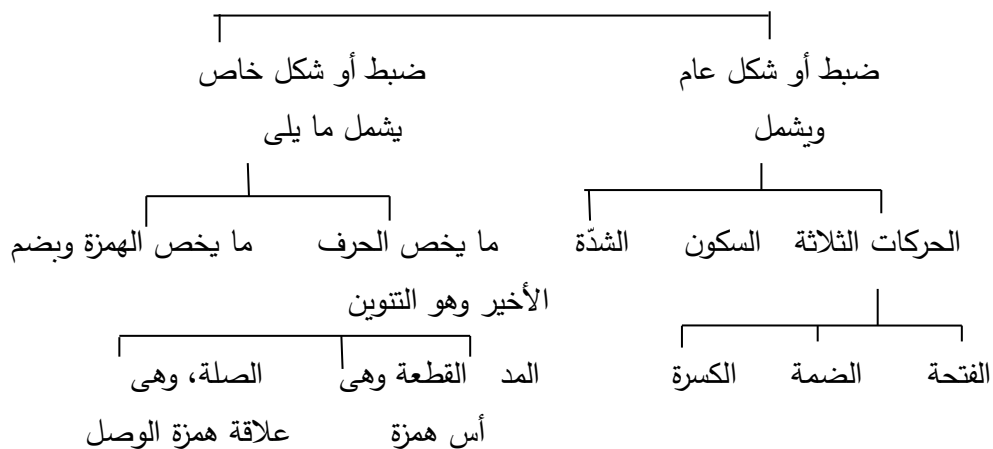 ضبط أو شكل عام ضبط أو شكل خاص
ويشمل يشمل ما يلى
الحركات الثلاثة السكون الشدّة ما يخص الحرف ما يخص الهمزة ويضم
الأخير وهو التنوين
الفتحة الضمة الكسرة المد القطعة وهى الصلة، وهى
أس همزة علاقة همزة الوصل